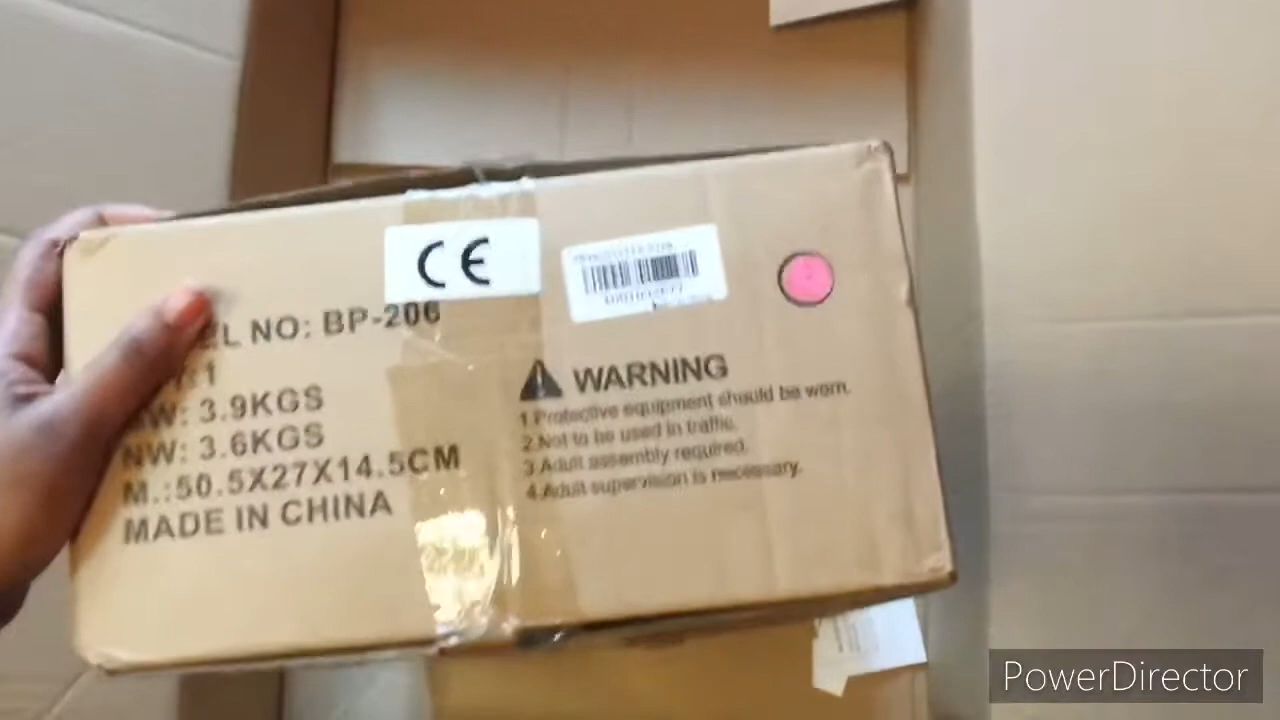 CE
EL NO: BP-206
: 1
W: 3.9KGS
NW: 3.6KGS
M.:50.5X27X14.5CM
MADE IN CHINA
WARNING
1.Protective equipment should be worn.
2.Not to be used in traffic.
3.Adult assembly required.
4.Adult supervision is necessary.
PowerDirector